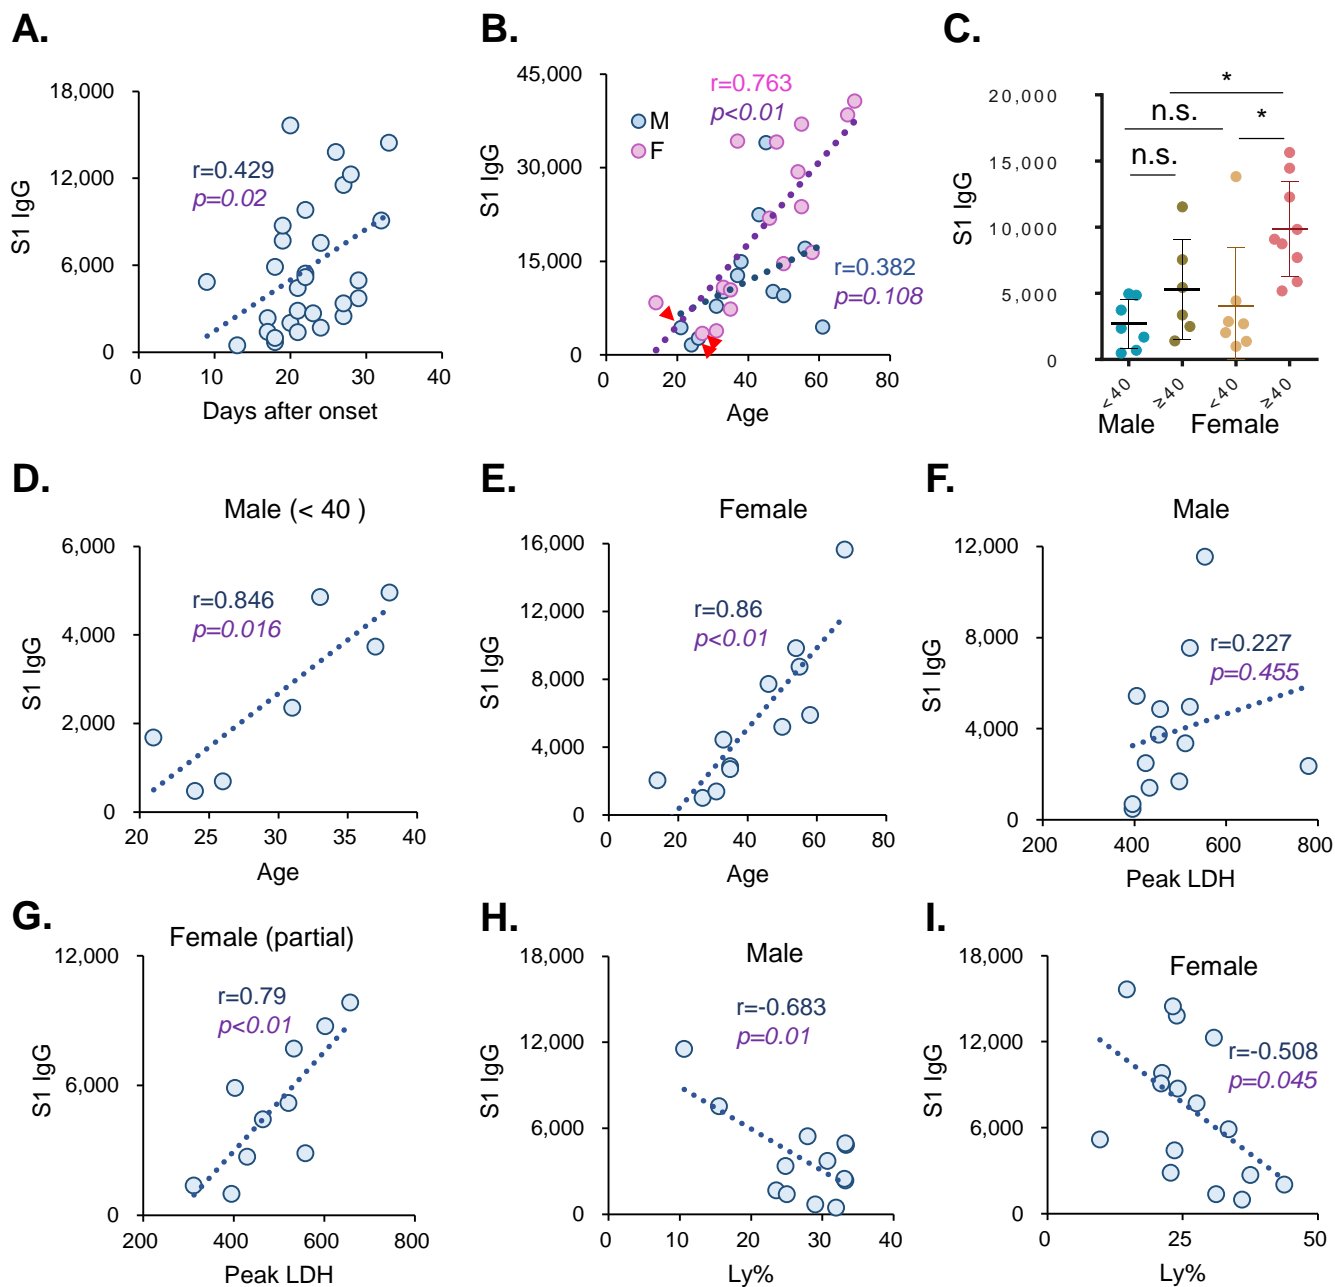 A.
18,000
12,000
6,000
0
S1 IgG
r=0.429
p=0.02
0
10
20
30
40
Days after onset
B.
45,000
30,000
15,000
0
S1 IgG
M
F
r=0.763
p<0.01
r=0.382
p=0.108
0
20
40
60
80
Age
C.
20,000
15,000
10,000
5,000
0
S1 IgG
*
n.s.
*
n.s.
<40
≥40
<40
≥40
Male
Female
D.
Male (< 40 )
6,000
4,000
2,000
0
S1 IgG
r=0.846
p=0.016
20
25
30
35
40
Age
E.
Female
16,000
12,000
8,000
4,000
0
S1 IgG
r=0.86
p<0.01
0
20
40
60
80
Age
F.
Male
12,000
8,000
4,000
0
S1 IgG
r=0.227
p=0.455
200
400
600
800
Peak LDH
G.
Female (partial)
12,000
6,000
0
S1 IgG
r=0.79
p<0.01
200
400
600
800
Peak LDH
H.
Male
18,000
12,000
6,000
0
S1 IgG
r=-0.683
p=0.01
0
10
20
30
40
Ly%
I.
Female
18,000
12,000
6,000
0
S1 IgG
r=-0.508
p=0.045
0
25
50
Ly%